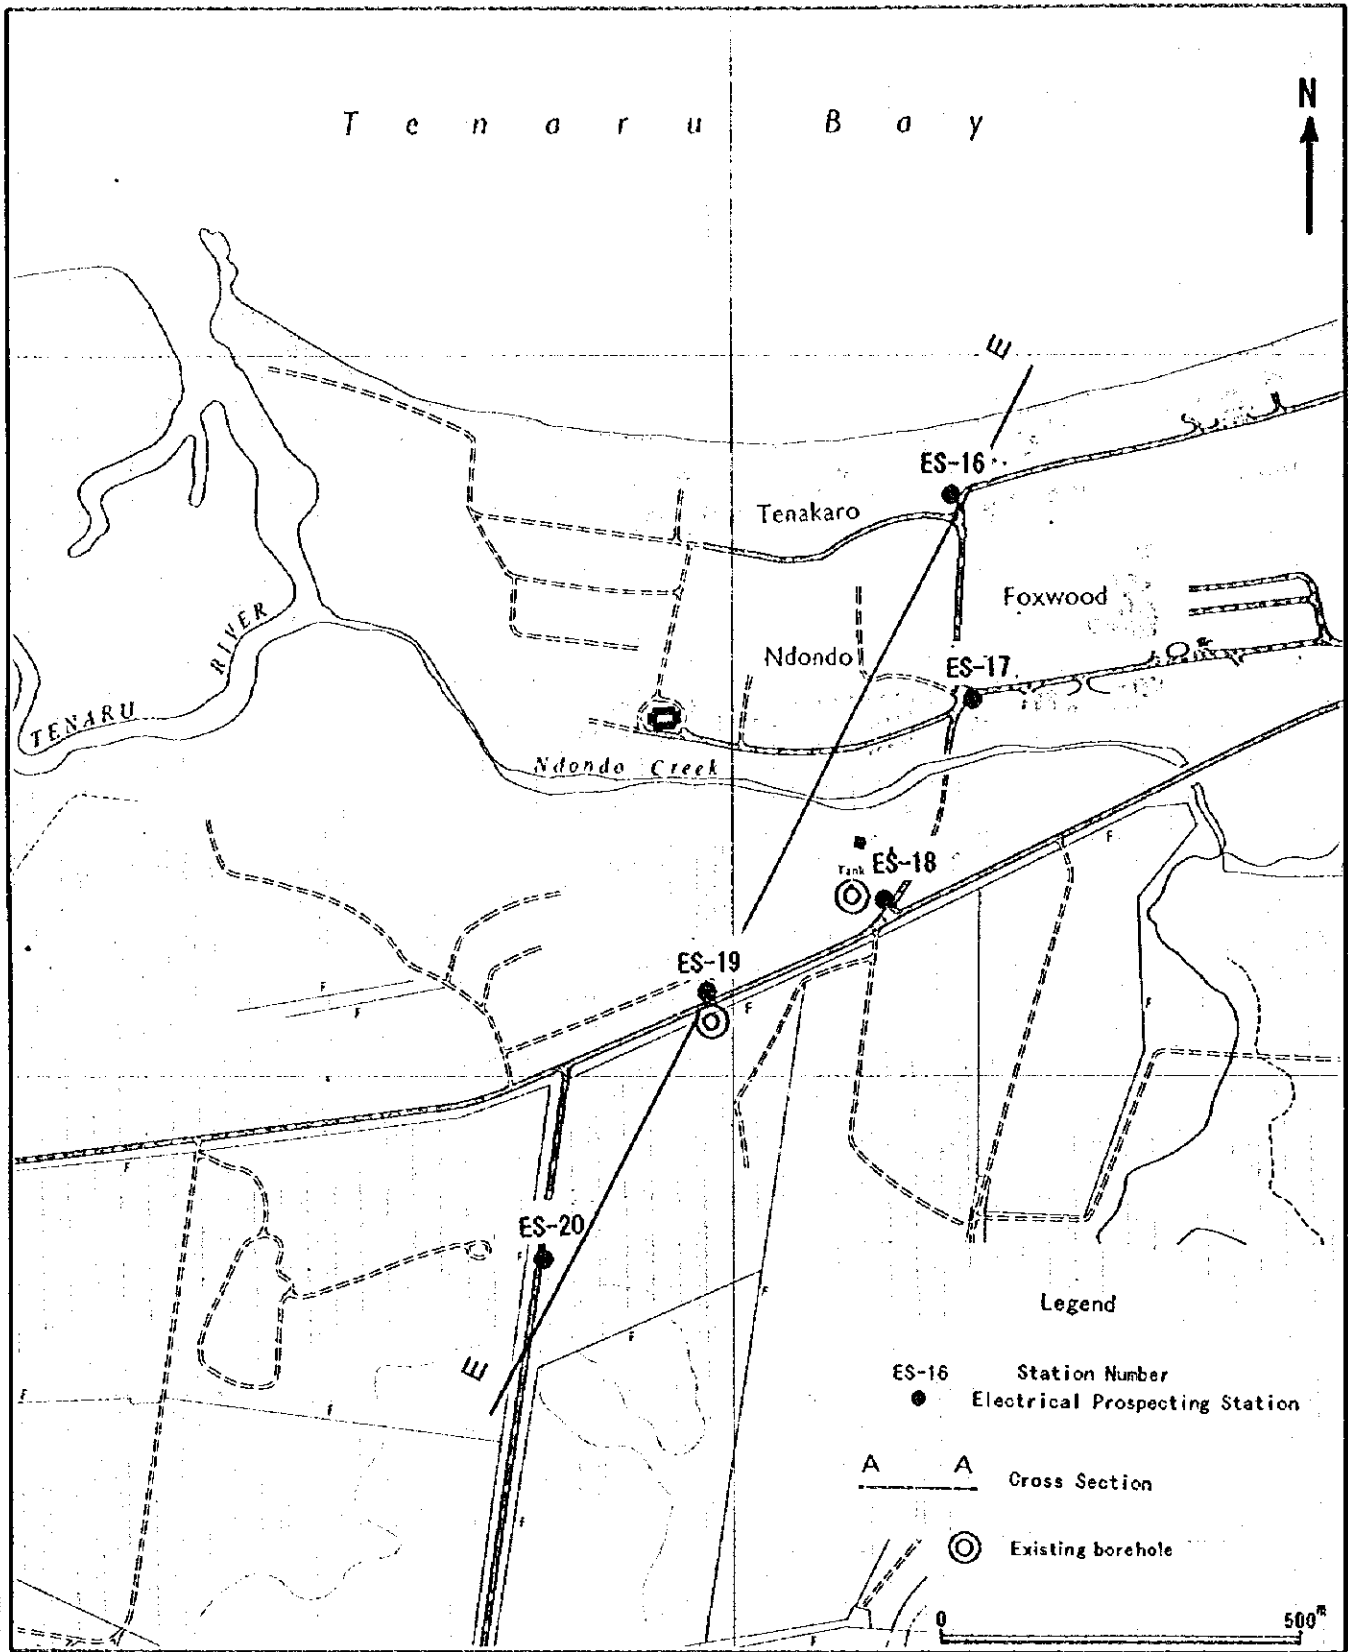 Tenaru Bay
N
E
ES-16
Tenakaro
Foxwood
RIVER
Ndondo
ES-17
TENARU
Ndondo Creek
F
Tank ES-18
ES-19
F
F
F
F
F
ES-20
F
F
F
E
F
F
F
F
Legend
ES-16 Station Number
Electrical Prospecting Station
A A
Cross Section
Existing borehole
0 500m
F